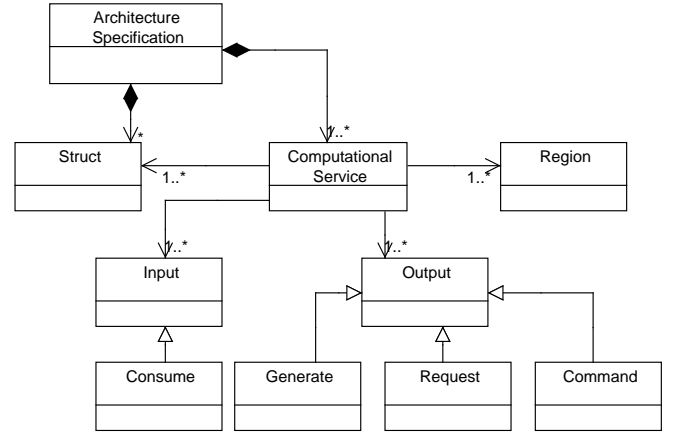 Architecture
Specification
*
1..*
Struct
Computational
Service
Region
1..*
1..*
1..*
1..*
Input
Output
Consume
Generate
Request
Command